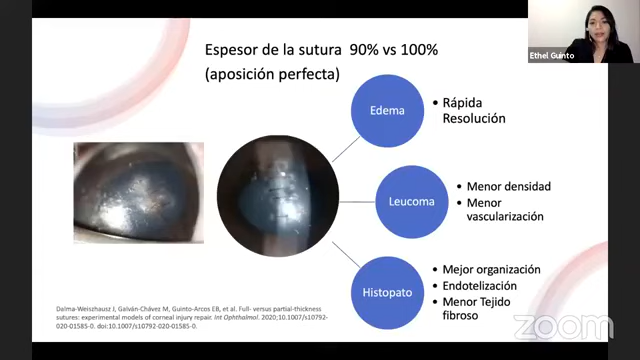 Espesor de la sutura 90% vs 100%
(aposición perfecta)
Ethel Guinto
Edema
• Rápida
Resolución
Leucoma
• Menor densidad
• Menor
vascularización
Histopato
• Mejor organización
• Endotelización
• Menor Tejido
fibroso
Dalma-Weiszhausz J, Galván-Chávez M, Guinto-Arcos EB, et al. Full- versus partial-thickness
sutures: experimental models of corneal injury repair. Int Ophthalmol. 2020;10.1007/s10792-
020-01585-0. doi:10.1007/s10792-020-01585-0
zoom